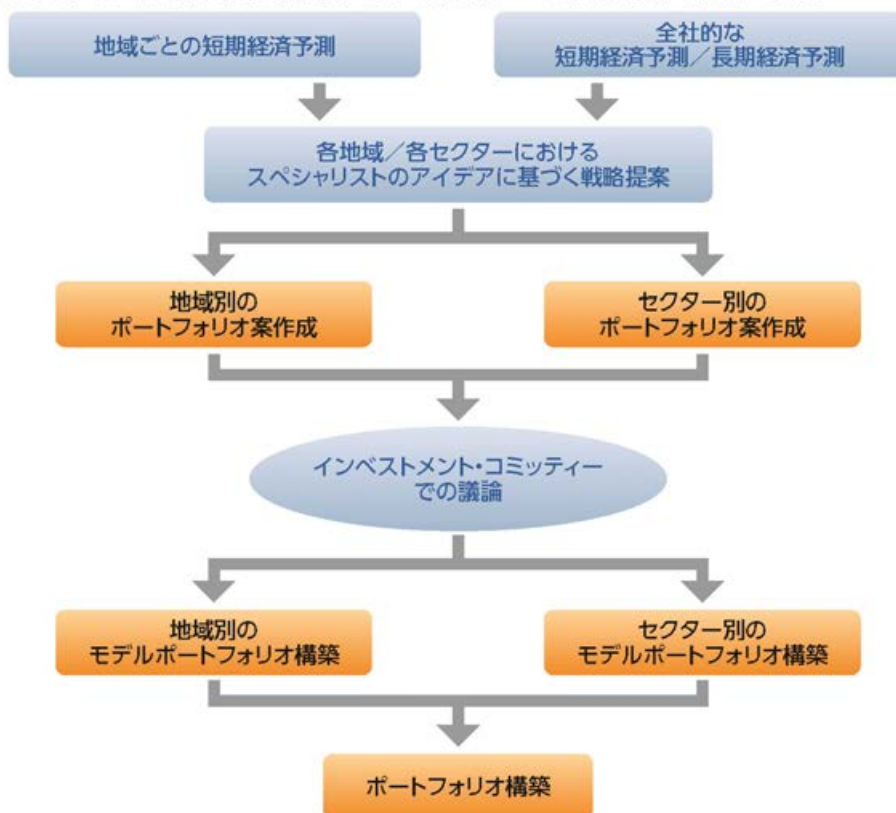 地域ごとの短期経済予測
全社的な
短期経済予測／長期経済予測
各地域／各セクターにおける
スペシャリストのアイデアに基づく戦略提案
地域別の
ポートフォリオ案作成
セクター別の
ポートフォリオ案作成
インベストメント・コミッティー
での議論
地域別の
モデルポートフォリオ構築
セクター別の
モデルポートフォリオ構築
ポートフォリオ構築